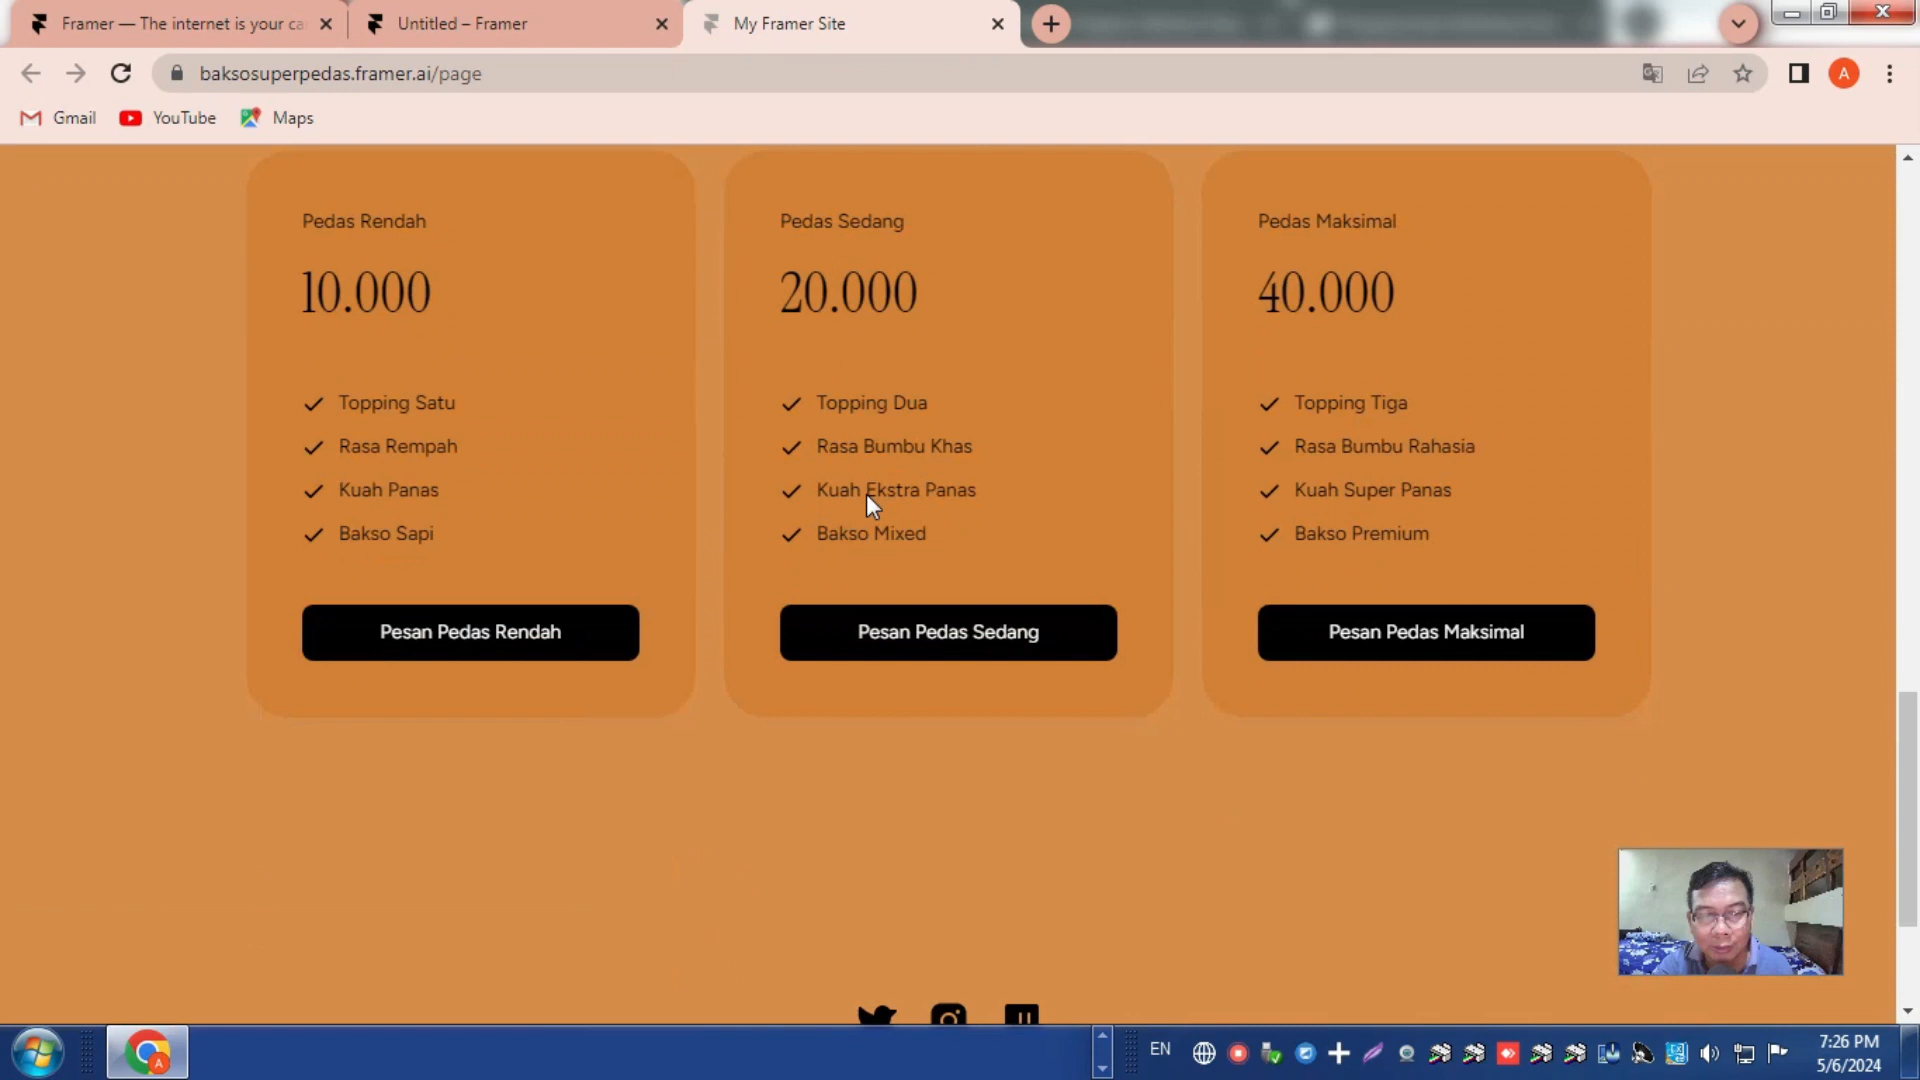 Framer — The internet is your ca
Untitled – Framer
My Framer Site
baksosuperpedas.framer.ai/page
A
Gmail
YouTube
Maps
Pedas Rendah
10.000
Topping Satu
Rasa Rempah
Kuah Panas
Bakso Sapi
Pesan Pedas Rendah
Pedas Sedang
20.000
Topping Dua
Rasa Bumbu Khas
Kuah Ekstra Panas
Bakso Mixed
Pesan Pedas Sedang
Pedas Maksimal
40.000
Topping Tiga
Rasa Bumbu Rahasia
Kuah Super Panas
Bakso Premium
Pesan Pedas Maksimal
A
EN
7:26 PM
5/6/2024